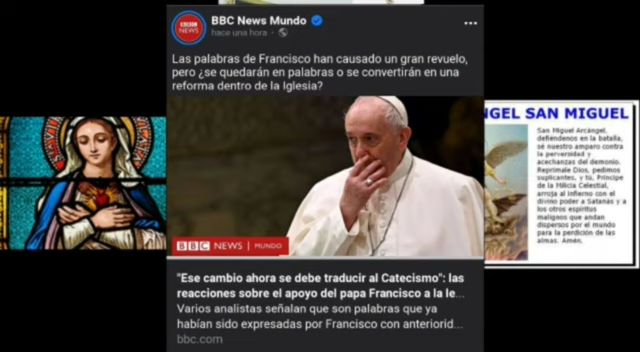 BBC News Mundo
hace una hora
Las palabras de Francisco han causado un gran revuelo,
pero ¿se quedarán en palabras o se convertirán en una
reforma dentro de la Iglesia?
BBC NEWS MUNDO
"Ese cambio ahora se debe traducir al Catecismo": las
reacciones sobre el apoyo del papa Francisco a la le...
Varios analistas señalan que son palabras que ya
habían sido expresadas por Francisco con anteriorid...
bbc.com
NGEL SAN MIGUEL
San Miguel Arcángel,
defiéndenos en la batalla,
sé nuestro amparo contra
la perversidad y
acechanzas del demonio.
Reprímale Dios, pedimos
suplicantes, y tú, Príncipe
de la Milicia Celestial,
arroja al infierno con el
divino poder a Satanás y a
los otros espíritus
malignos que andan
dispersos por el mundo
para la perdición de las
almas. Amén.